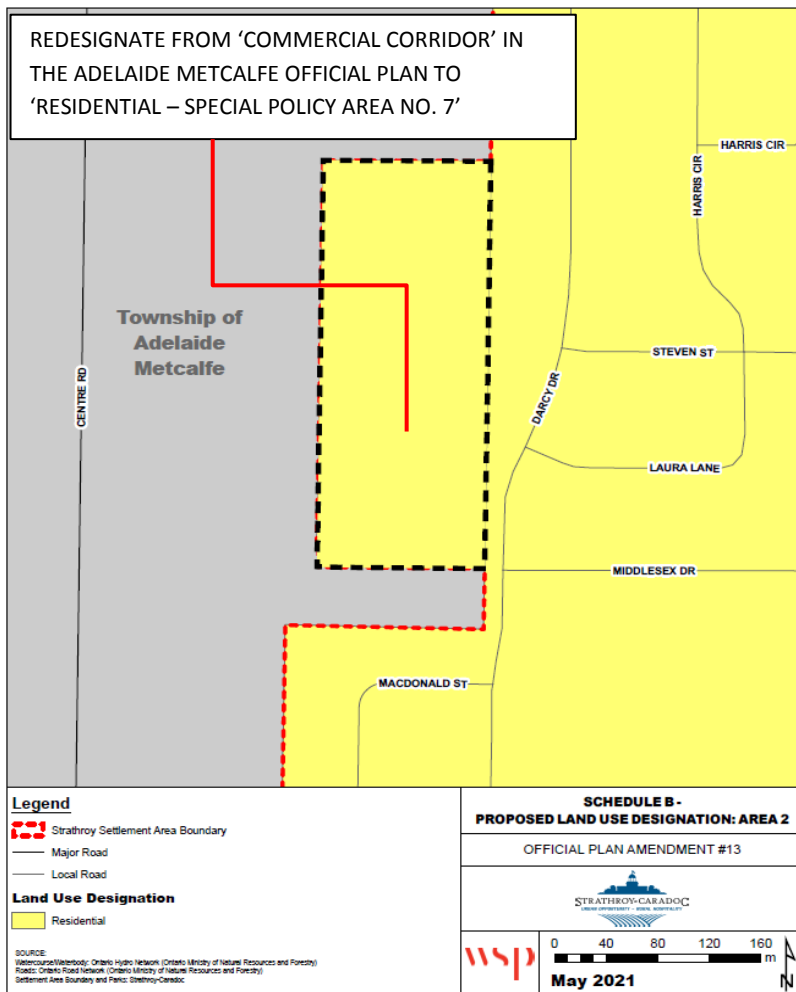 REDESIGNATE FROM ‘COMMERCIAL CORRIDOR’ IN
THE ADELAIDE METCALFE OFFICIAL PLAN TO
‘RESIDENTIAL – SPECIAL POLICY AREA NO. 7’
HARRIS CIR
HARRIS CIR
Township of
Adelaide
Metcalfe
CENTRE RD
STEVEN ST
DARCY DR
LAURA LANE
MIDDLESEX DR
MACDONALD ST
Legend
Strathroy Settlement Area Boundary
Major Road
Local Road
Land Use Designation
Residential
SOURCE:
Watercourse/Waterbody: Ontario Hydro Network (Ontario Ministry of Natural Resources and Forestry)
Roads: Ontario Road Network (Ontario Ministry of Natural Resources and Forestry)
Settlement Area Boundary and Parks: Strathroy-Caradoc
SCHEDULE B -
PROPOSED LAND USE DESIGNATION: AREA 2
OFFICIAL PLAN AMENDMENT #13
STRATHROY-CARADOC
URBAN OPPORTUNITY - RURAL HOSPITALITY
wsp
0 40 80 120 160
m
May 2021
N